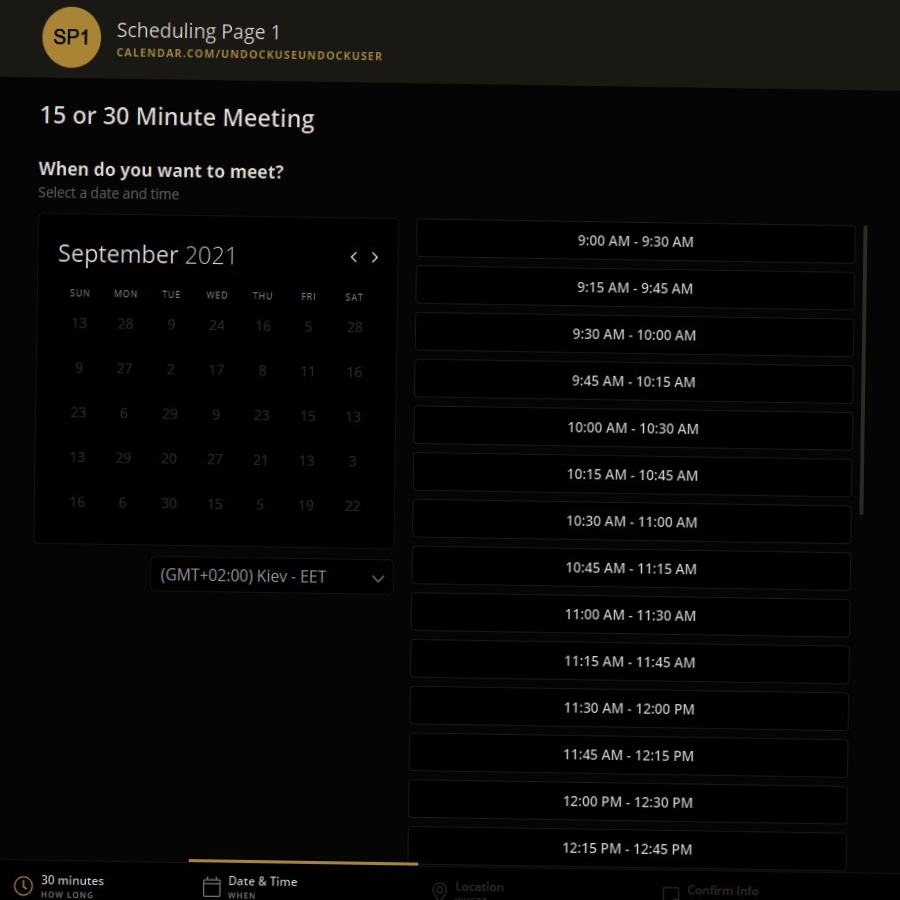 SP1
Scheduling Page 1
CALENDAR.COM/UNDOCKUSEUNDOCKUSER
15 or 30 Minute Meeting
When do you want to meet?
Select a date and time
September 2021
SUN MON TUE WED THU FRI SAT
13 28 9 24 16 5 28
9 27 2 17 8 11 16
23 6 29 9 23 15 13
13 29 20 27 21 13 3
16 6 30 15 5 19 22
(GMT+02:00) Kiev - EET
9:00 AM - 9:30 AM
9:15 AM - 9:45 AM
9:30 AM - 10:00 AM
9:45 AM - 10:15 AM
10:00 AM - 10:30 AM
10:15 AM - 10:45 AM
10:30 AM - 11:00 AM
10:45 AM - 11:15 AM
11:00 AM - 11:30 AM
11:15 AM - 11:45 AM
11:30 AM - 12:00 PM
11:45 AM - 12:15 PM
12:00 PM - 12:30 PM
12:15 PM - 12:45 PM
30 minutes
HOW LONG
Date & Time
WHEN
Location
Confirm Info